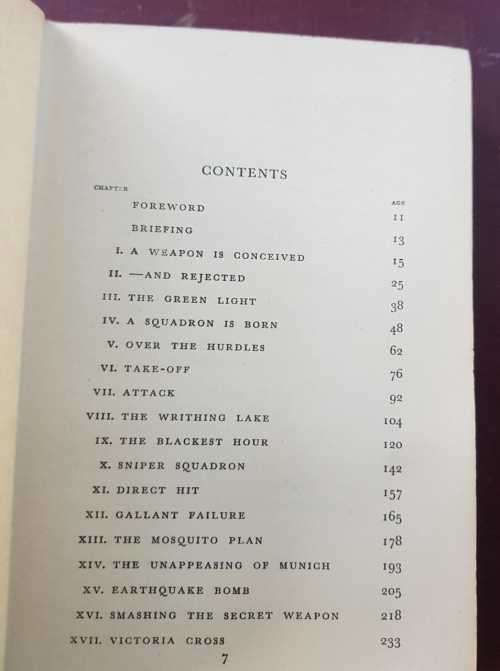 CONTENTS
CHAPTER AGE
FOREWORD 11
BRIEFING 13
I. A WEAPON IS CONCEIVED 15
II. —AND REJECTED 25
III. THE GREEN LIGHT 38
IV. A SQUADRON IS BORN 48
V. OVER THE HURDLES 62
VI. TAKE-OFF 76
VII. ATTACK 92
VIII. THE WRITHING LAKE 104
IX. THE BLACKEST HOUR 120
X. SNIPER SQUADRON 142
XI. DIRECT HIT 157
XII. GALLANT FAILURE 165
XIII. THE MOSQUITO PLAN 178
XIV. THE UNAPPEASING OF MUNICH 193
XV. EARTHQUAKE BOMB 205
XVI. SMASHING THE SECRET WEAPON 218
XVII. VICTORIA CROSS 233
7